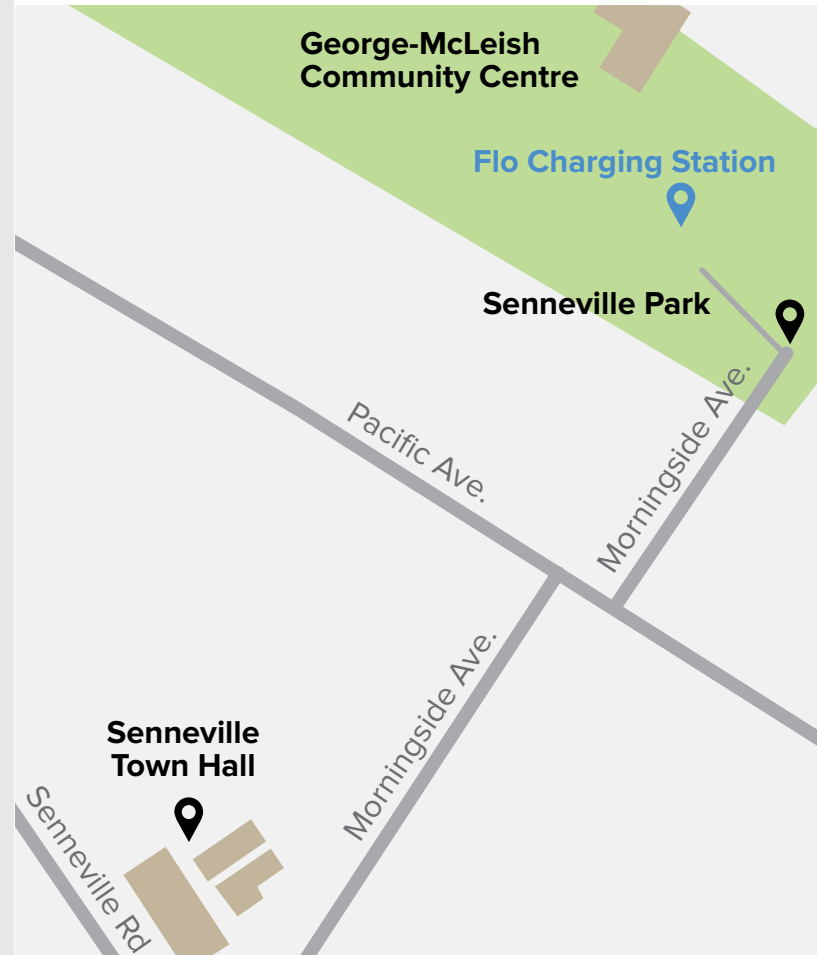 George-McLeish
Community Centre
Flo Charging Station
Senneville Park
Pacific Ave.
Morningside Ave.
Morningside Ave.
Senneville
Town Hall
Senneville Rd